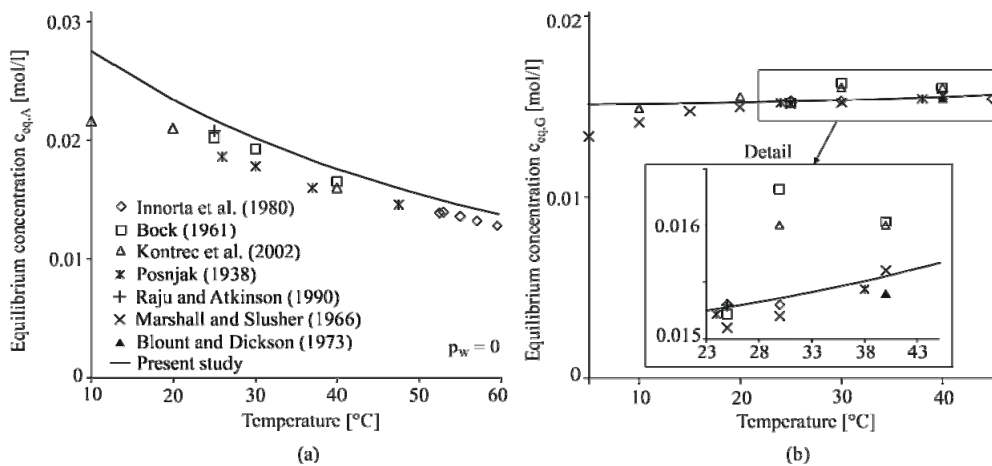 Equilibrium concentration c_eq,A [mol/l]
0.03
0.02
0.01
0
10
20
30
40
50
60
Temperature [°C]
Innorta et al. (1980)
Bock (1961)
Kontrec et al. (2002)
Posnjak (1938)
Raju and Atkinson (1990)
Marshall and Slusher (1966)
Blount and Dickson (1973)
Present study
p_w = 0
(a)
Equilibrium concentration c_eq,G [mol/l]
0.02
0.01
0
10
20
30
40
Temperature [°C]
Detail
0.016
0.015
23
28
33
38
43
(b)